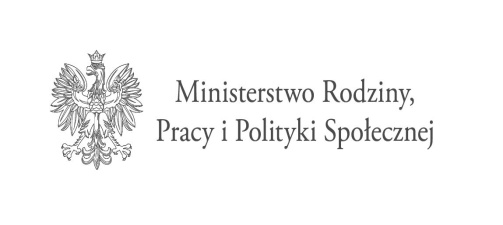 Ministerstwo Rodziny,
Pracy i Polityki Społecznej